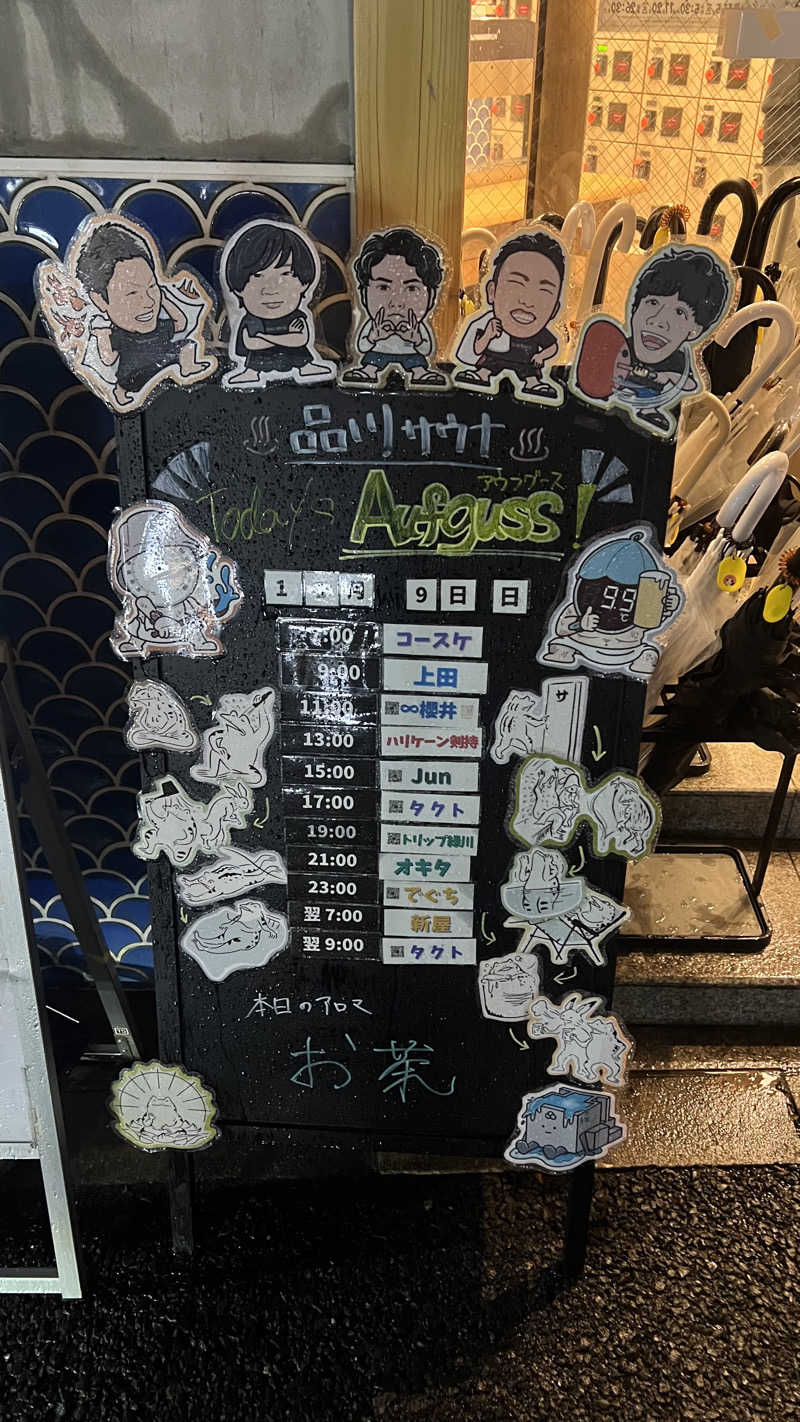 品川サウナ
アウフグース
Today's Aufguss!
月 9日 日
7:00 コースケ
9:00 上田
11:00 ∞櫻井
13:00 ハリケーン剣持
15:00 Jun
17:00 タクト
19:00 トリップ緑川
21:00 オキタ
23:00 でぐち
翌7:00 新屋
翌9:00 タクト
99℃
サ
本日のアロマ
お茶